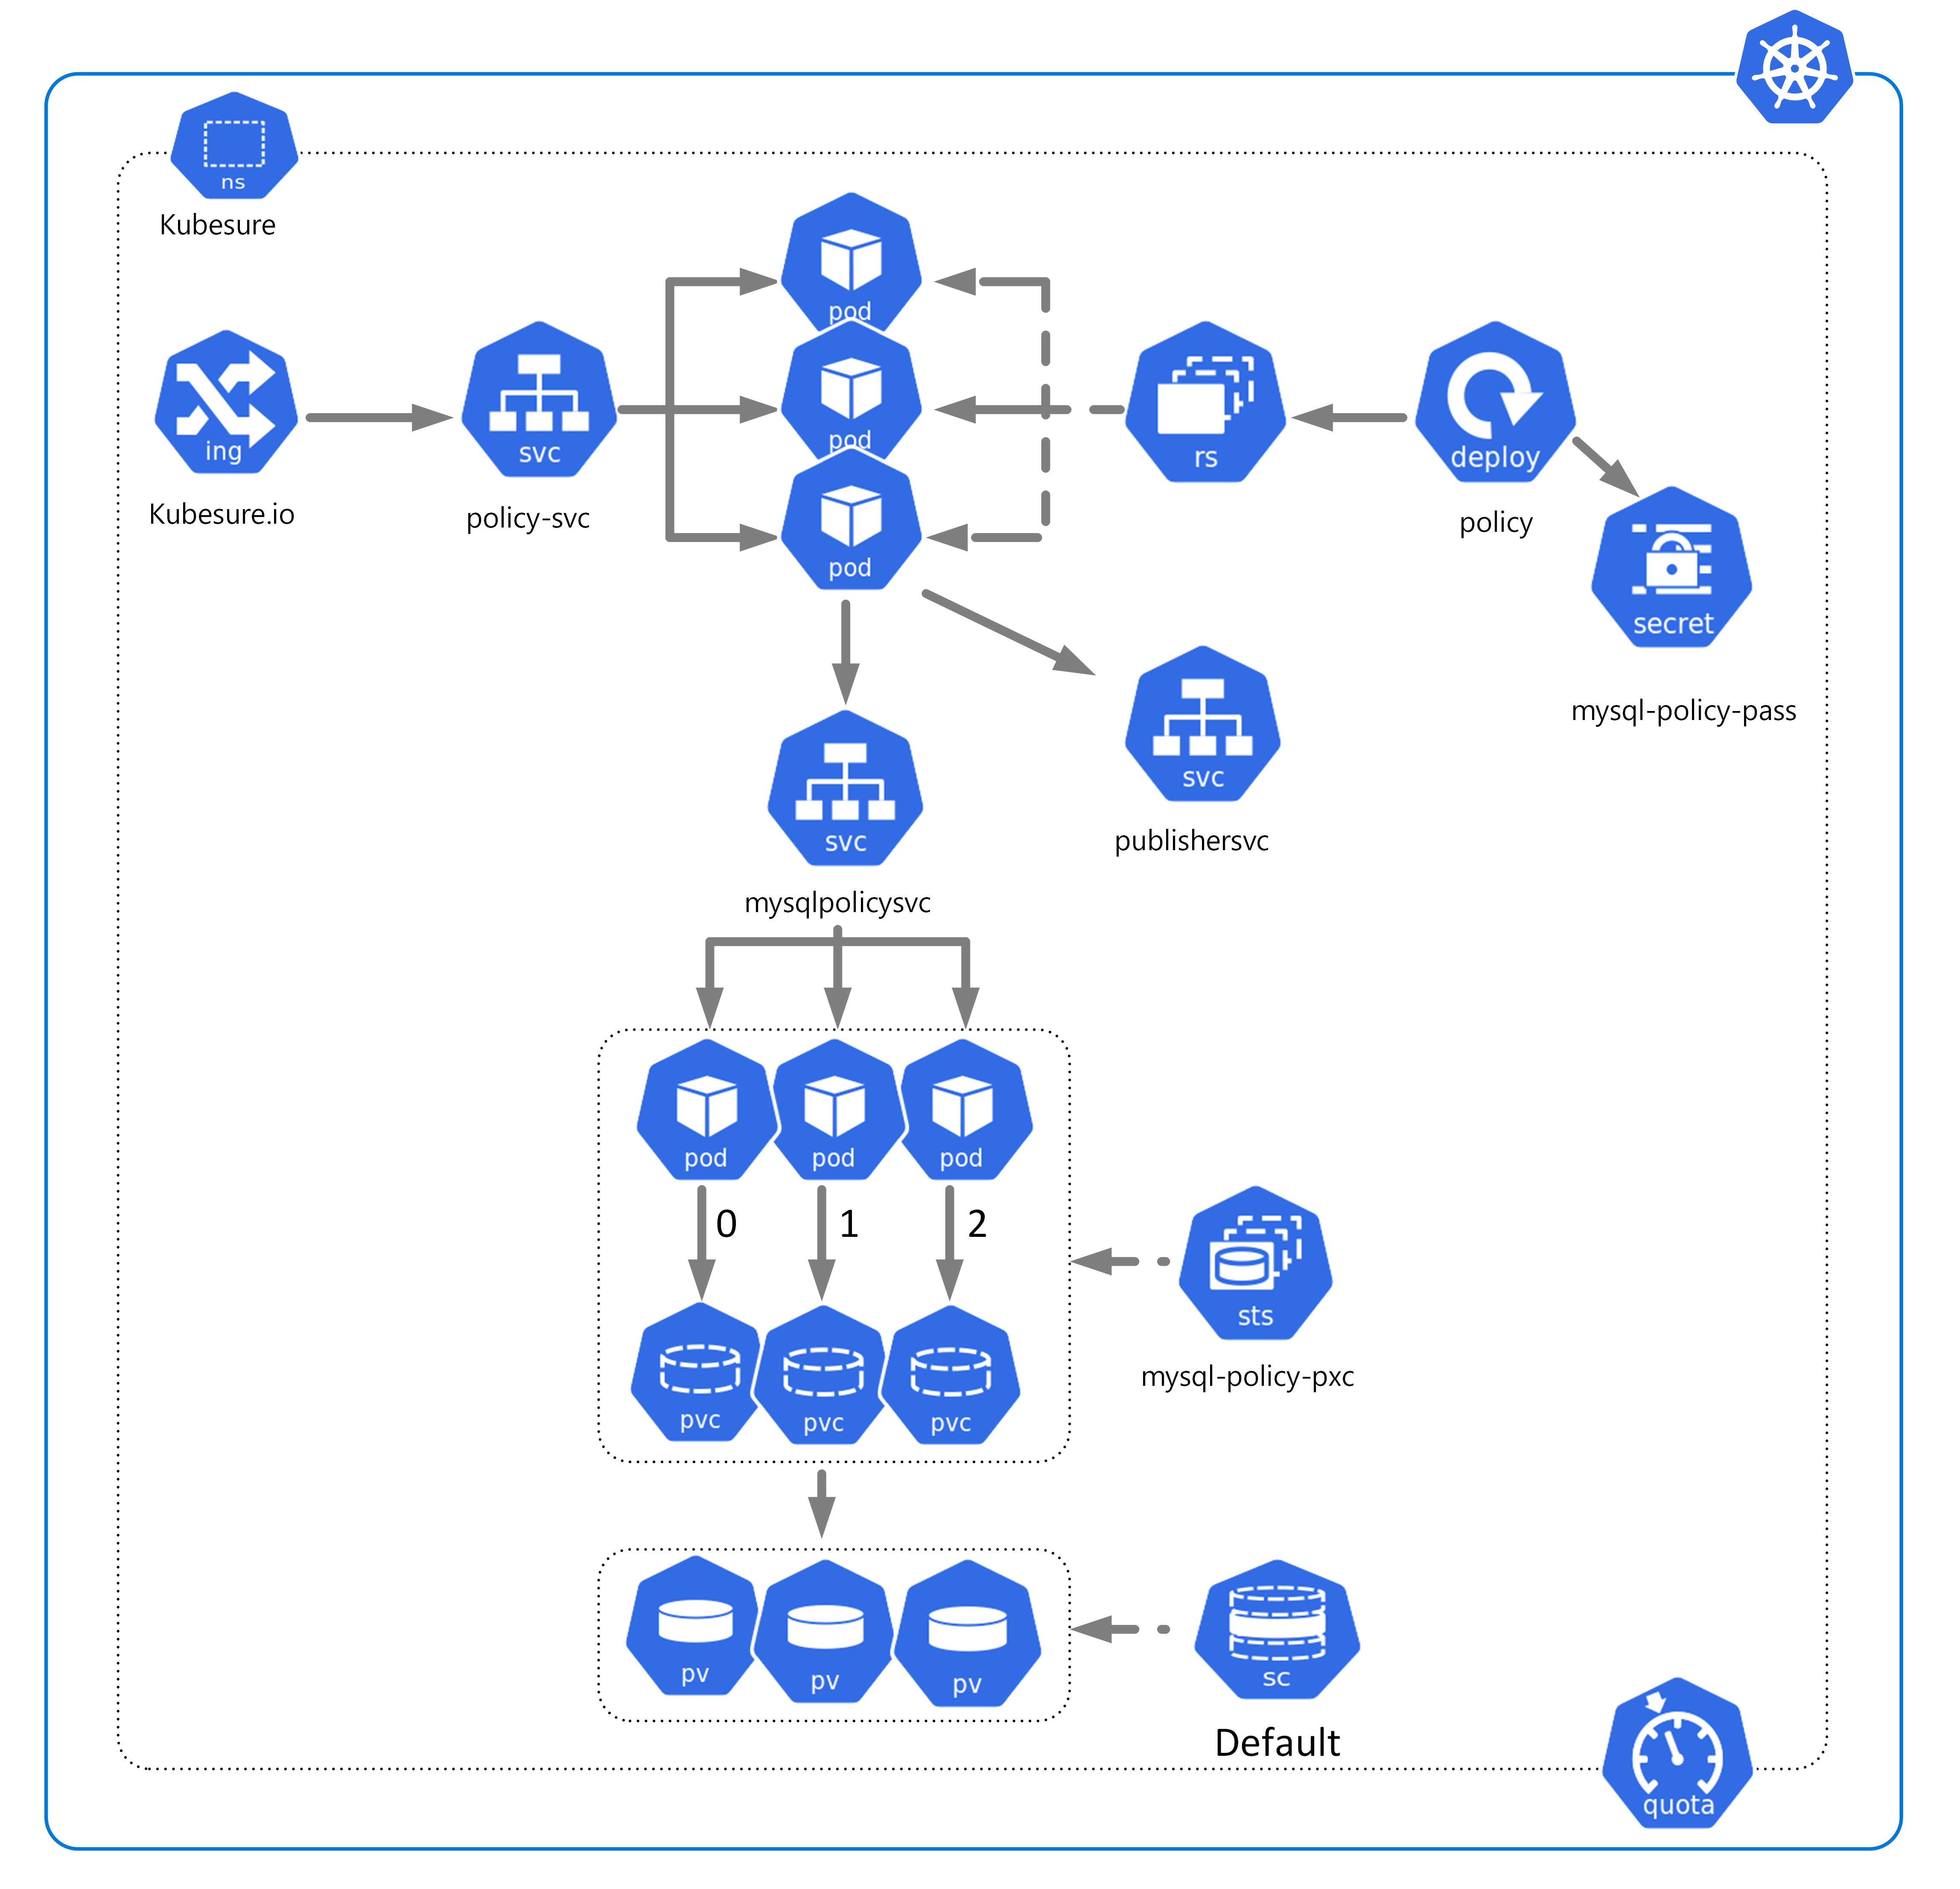 ns
Kubesure
pod
ing
Kubesure.io
svc
policy-svc
pod
pod
rs
deploy
policy
secret
mysql-policy-pass
svc
publishersvc
svc
mysqlpolicysvc
pod
pod
pod
0
1
2
pvc
pvc
pvc
sts
mysql-policy-pxc
pv
pv
pv
sc
Default
quota